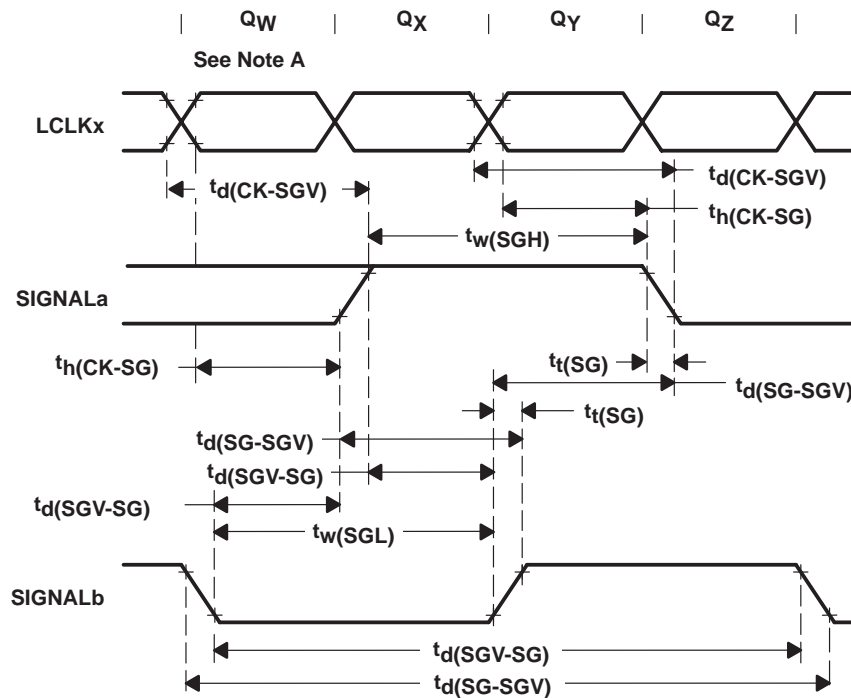 QW QX QY QZ
See Note A
LCLKx
td(CK-SGV) td(CK-SGV)
th(CK-SG)
tw(SGH)
SIGNALa
th(CK-SG) tt(SG)
td(SG-SGV)
tt(SG)
td(SG-SGV)
td(SGV-SG)
td(SGV-SG)
tw(SGL)
SIGNALb
td(SGV-SG)
td(SG-SGV)